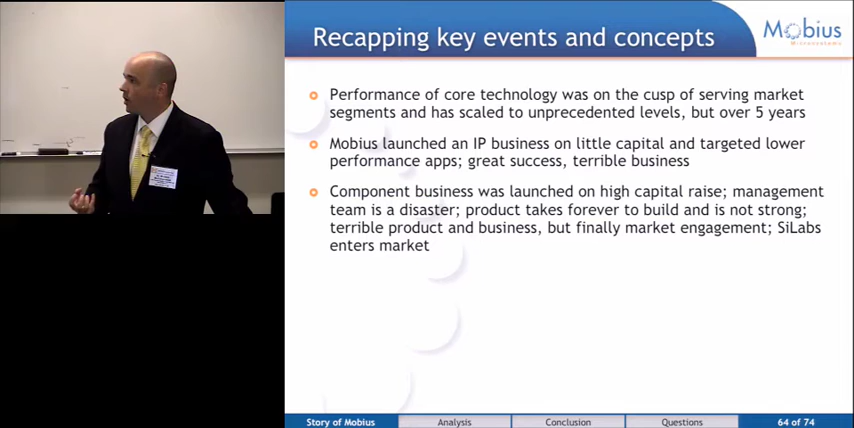 Recapping key events and concepts
Mobius
Microsystems
Performance of core technology was on the cusp of serving market
segments and has scaled to unprecedented levels, but over 5 years
Mobius launched an IP business on little capital and targeted lower
performance apps; great success, terrible business
Component business was launched on high capital raise; management
team is a disaster; product takes forever to build and is not strong;
terrible product and business, but finally market engagement; SiLabs
enters market
Story of Mobius
Analysis
Conclusion
Questions
64 of 74